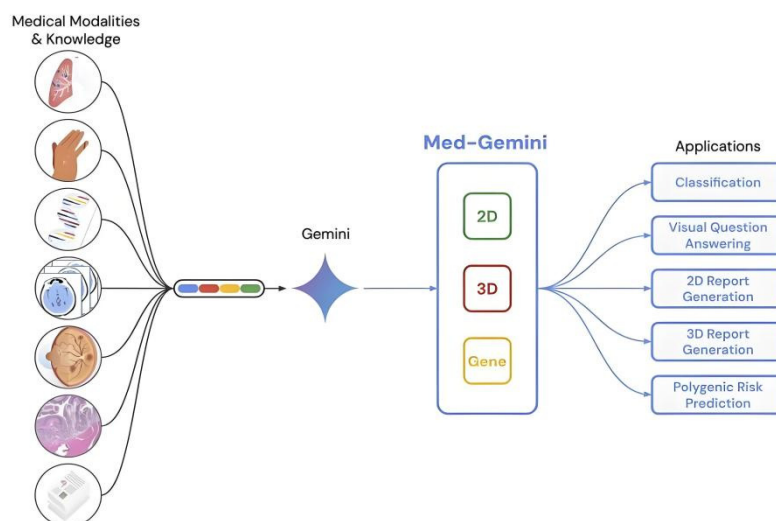 Medical Modalities
& Knowledge
Gemini
Med-Gemini
2D
3D
Gene
Applications
Classification
Visual Question
Answering
2D Report
Generation
3D Report
Generation
Polygenic Risk
Prediction